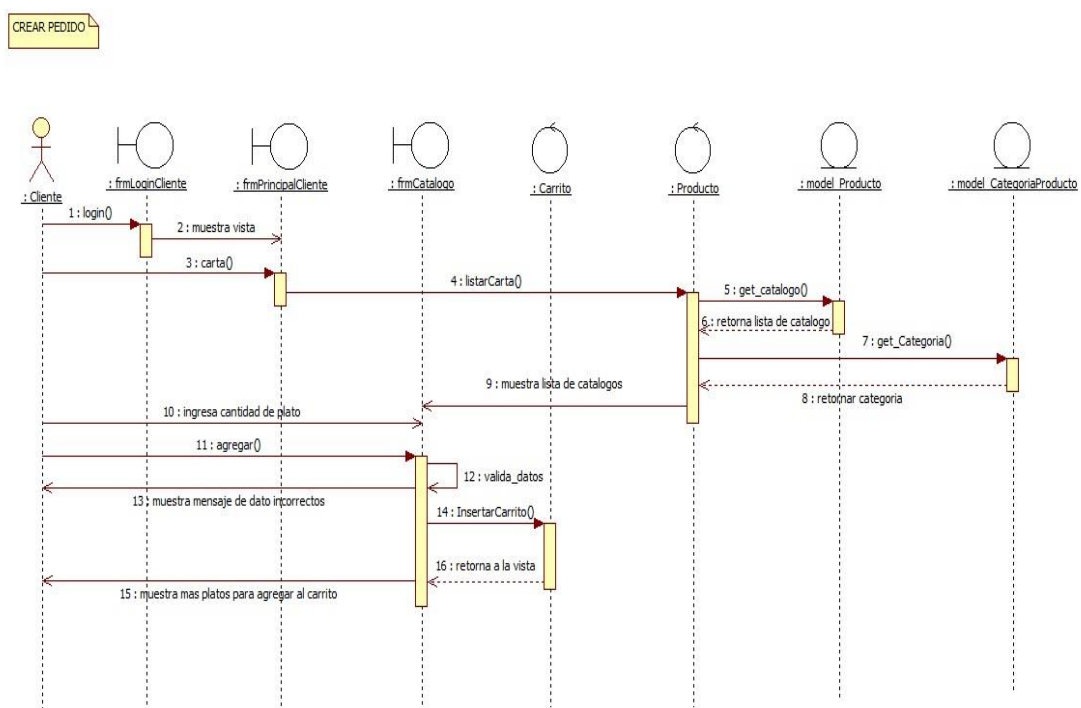 CREAR PEDIDO
: Cliente
: frmLoginCliente
: frmPrincipalCliente
: frmCatalogo
: Carrito
: Producto
: model_Producto
: model_CategoriaProducto
1 : login()
2 : muestra vista
3 : carta()
4 : listarCarta()
5 : get_catalogo()
6 : retorna lista de catalogo
7 : get_Categoria()
8 : retornar categoria
9 : muestra lista de catalogos
10 : ingresa cantidad de plato
11 : agregar()
12 : valida_datos
13 : muestra mensaje de dato incorrectos
14 : InsertarCarrito()
16 : retorna a la vista
15 : muestra mas platos para agregar al carrito